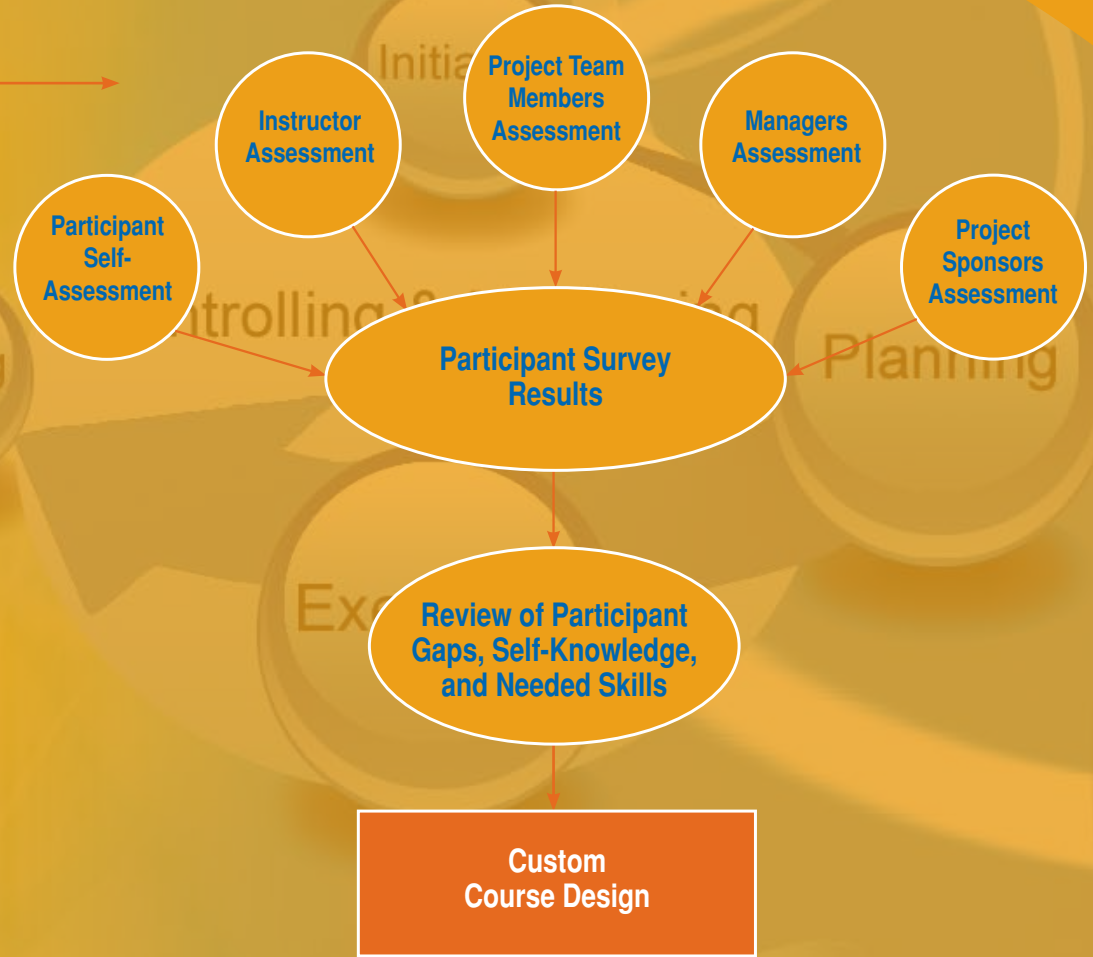 Project Team
Members
Assessment
Instructor
Assessment
Managers
Assessment
Participant
Self-
Assessment
Project
Sponsors
Assessment
Participant Survey
Results
Planning
Review of Participant
Gaps, Self-Knowledge,
and Needed Skills
Custom
Course Design